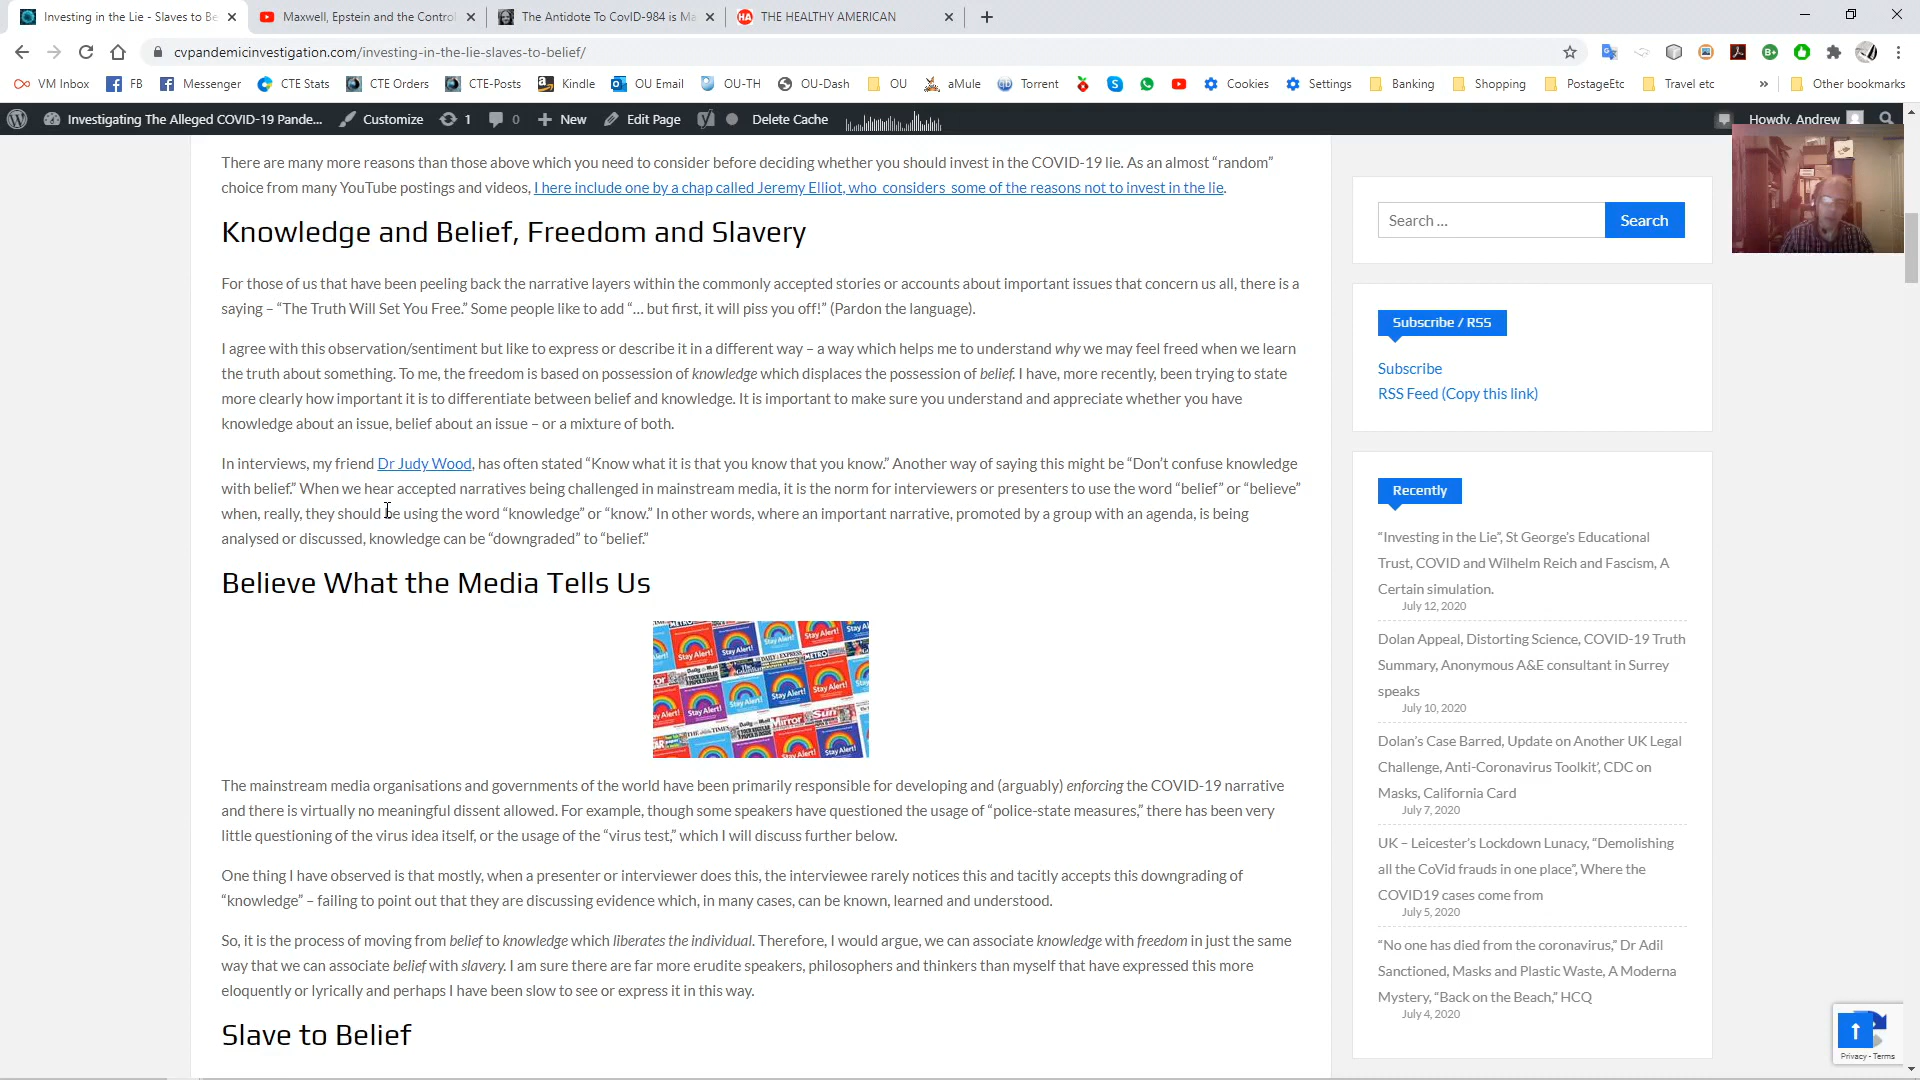 Investing in the Lie - Slaves to Be
Maxwell, Epstein and the Control
The Antidote To CovID-984 is Ma
THE HEALTHY AMERICAN
cvpandemicinvestigation.com/investing-in-the-lie-slaves-to-belief/
VM Inbox FB Messenger CTE Stats CTE Orders CTE-Posts Kindle OU Email OU-TH OU-Dash OU aMule Torrent Cookies Settings Banking Shopping PostageEtc Travel etc » Other bookmarks
Investigating The Alleged COVID-19 Pande... Customize 1 0 New Edit Page Delete Cache Howdy, Andrew
There are many more reasons than those above which you need to consider before deciding whether you should invest in the COVID-19 lie. As an almost “random”
choice from many YouTube postings and videos, I here include one by a chap called Jeremy Elliot, who considers some of the reasons not to invest in the lie.
Knowledge and Belief, Freedom and Slavery
For those of us that have been peeling back the narrative layers within the commonly accepted stories or accounts about important issues that concern us all, there is a
saying – “The Truth Will Set You Free.” Some people like to add “… but first, it will piss you off!” (Pardon the language).
I agree with this observation/sentiment but like to express or describe it in a different way – a way which helps me to understand why we may feel freed when we learn
the truth about something. To me, the freedom is based on possession of knowledge which displaces the possession of belief. I have, more recently, been trying to state
more clearly how important it is to differentiate between belief and knowledge. It is important to make sure you understand and appreciate whether you have
knowledge about an issue, belief about an issue – or a mixture of both.
In interviews, my friend Dr Judy Wood, has often stated “Know what it is that you know that you know.” Another way of saying this might be “Don’t confuse knowledge
with belief.” When we hear accepted narratives being challenged in mainstream media, it is the norm for interviewers or presenters to use the word “belief” or “believe”
when, really, they should be using the word “knowledge” or “know.” In other words, where an important narrative, promoted by a group with an agenda, is being
analysed or discussed, knowledge can be “downgraded” to “belief.”
Believe What the Media Tells Us
Stay Alert!
The mainstream media organisations and governments of the world have been primarily responsible for developing and (arguably) enforcing the COVID-19 narrative
and there is virtually no meaningful dissent allowed. For example, though some speakers have questioned the usage of “police-state measures,” there has been very
little questioning of the virus idea itself, or the usage of the “virus test,” which I will discuss further below.
One thing I have observed is that mostly, when a presenter or interviewer does this, the interviewee rarely notices this and tacitly accepts this downgrading of
“knowledge” – failing to point out that they are discussing evidence which, in many cases, can be known, learned and understood.
So, it is the process of moving from belief to knowledge which liberates the individual. Therefore, I would argue, we can associate knowledge with freedom in just the same
way that we can associate belief with slavery. I am sure there are far more erudite speakers, philosophers and thinkers than myself that have expressed this more
eloquently or lyrically and perhaps I have been slow to see or express it in this way.
Slave to Belief
Search ... Search
Subscribe / RSS
Subscribe
RSS Feed (Copy this link)
Recently
“Investing in the Lie”, St George’s Educational
Trust, COVID and Wilhelm Reich and Fascism, A
Certain simulation.
July 12, 2020
Dolan Appeal, Distorting Science, COVID-19 Truth
Summary, Anonymous A&E consultant in Surrey
speaks
July 10, 2020
Dolan’s Case Barred, Update on Another UK Legal
Challenge, Anti-Coronavirus Toolkit’, CDC on
Masks, California Card
July 7, 2020
UK – Leicester’s Lockdown Lunacy, “Demolishing
all the CoVid frauds in one place”, Where the
COVID19 cases come from
July 5, 2020
“No one has died from the coronavirus,” Dr Adil
Sanctioned, Masks and Plastic Waste, A Moderna
Mystery, “Back on the Beach,” HCQ
July 4, 2020
Privacy - Terms